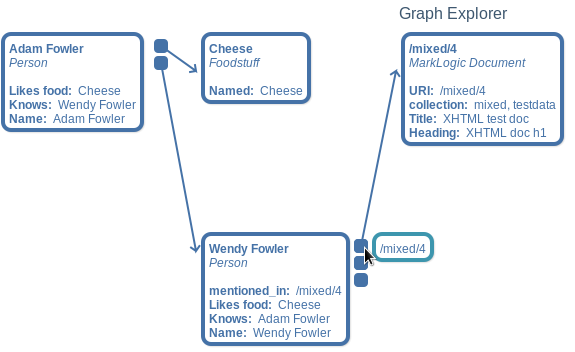 Graph Explorer
Adam Fowler
Person
Likes food: Cheese
Knows: Wendy Fowler
Name: Adam Fowler
Cheese
Foodstuff
Named: Cheese
/mixed/4
MarkLogic Document
URI: /mixed/4
collection: mixed, testdata
Title: XHTML test doc
Heading: XHTML doc h1
Wendy Fowler
Person
mentioned_in: /mixed/4
Likes food: Cheese
Knows: Adam Fowler
Name: Wendy Fowler
/mixed/4